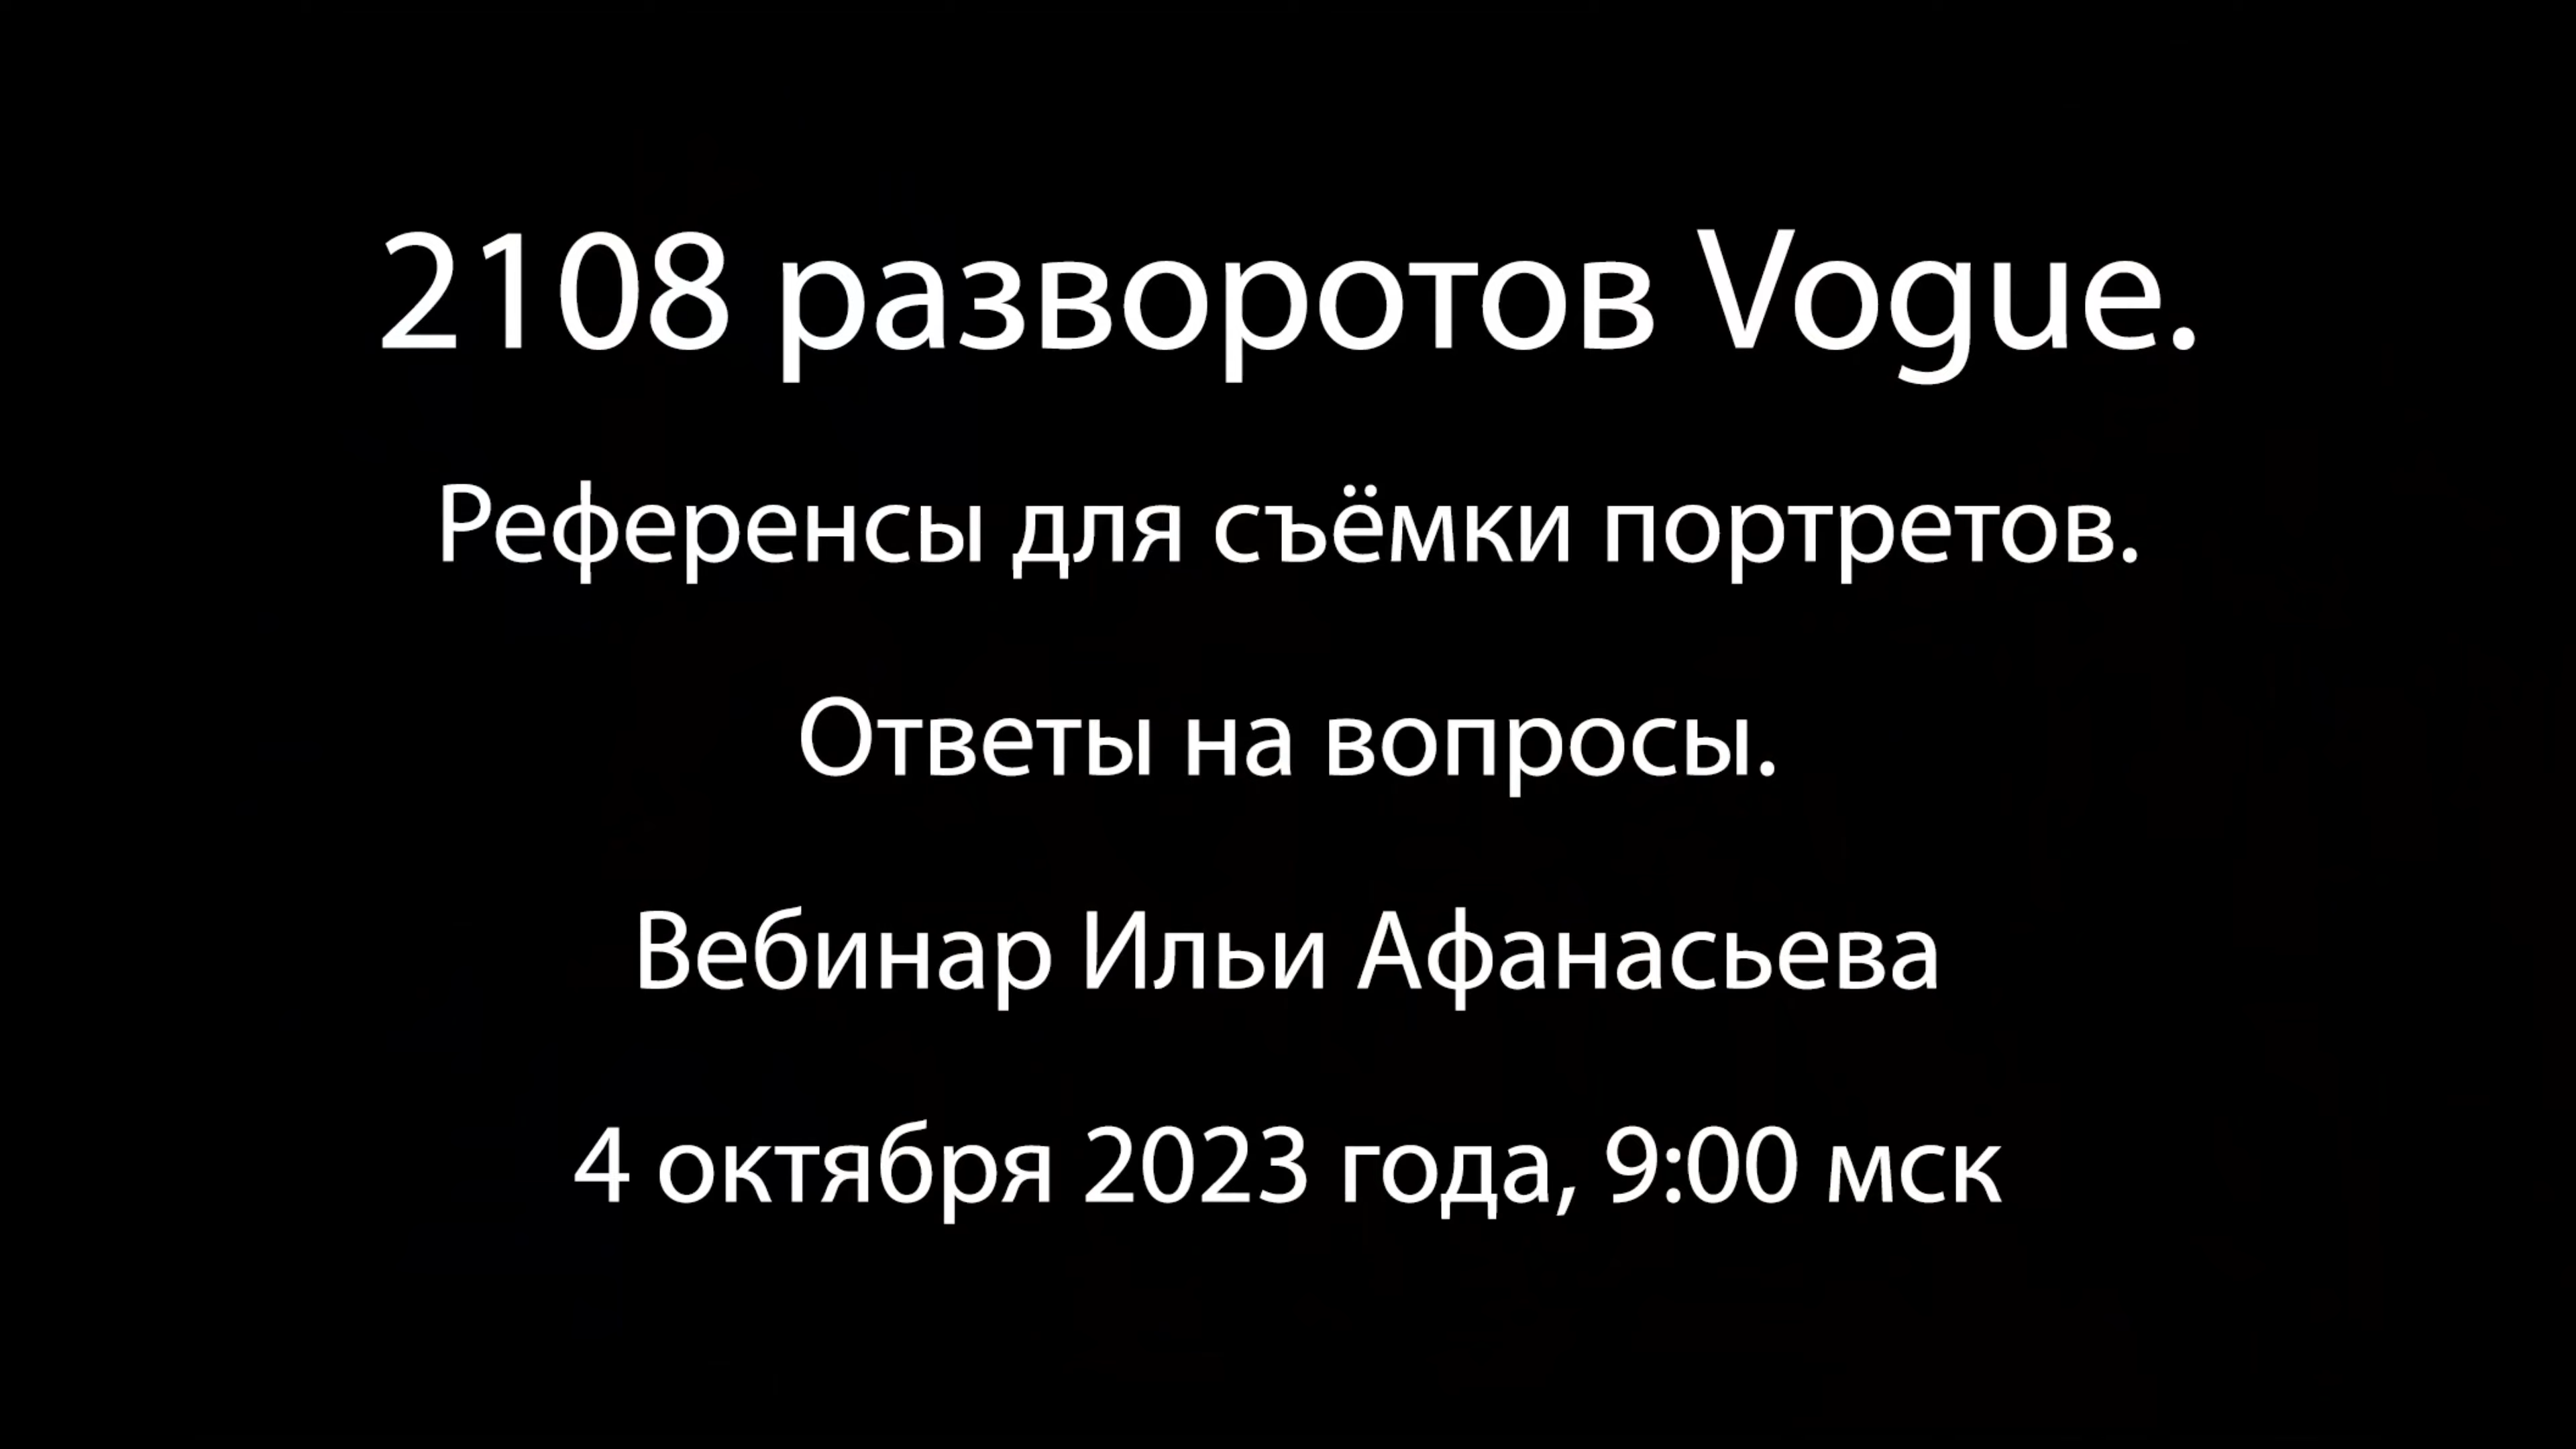 2108 разворотов Vogue.
Референсы для съёмки портретов.
Ответы на вопросы.
Вебинар Ильи Афанасьева
4 октября 2023 года, 9:00 мск